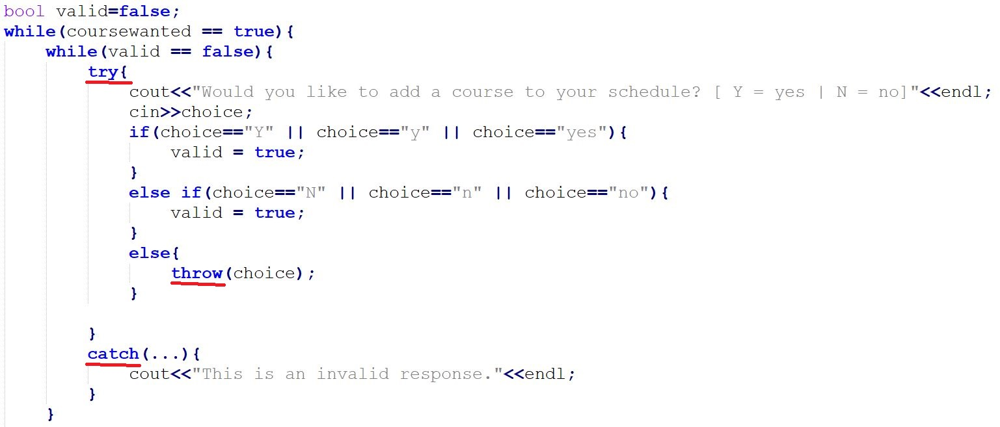 bool valid=false;
while(coursewanted == true){
    while(valid == false){
        try{
            cout<<"Would you like to add a course to your schedule? [ Y = yes | N = no]"<<endl;
            cin>>choice;
            if(choice=="Y" || choice=="y" || choice=="yes"){
                valid = true;
            }
            else if(choice=="N" || choice=="n" || choice=="no"){
                valid = true;
            }
            else{
                throw(choice);
            }
        }
        catch(...){
            cout<<"This is an invalid response."<<endl;
        }
    }